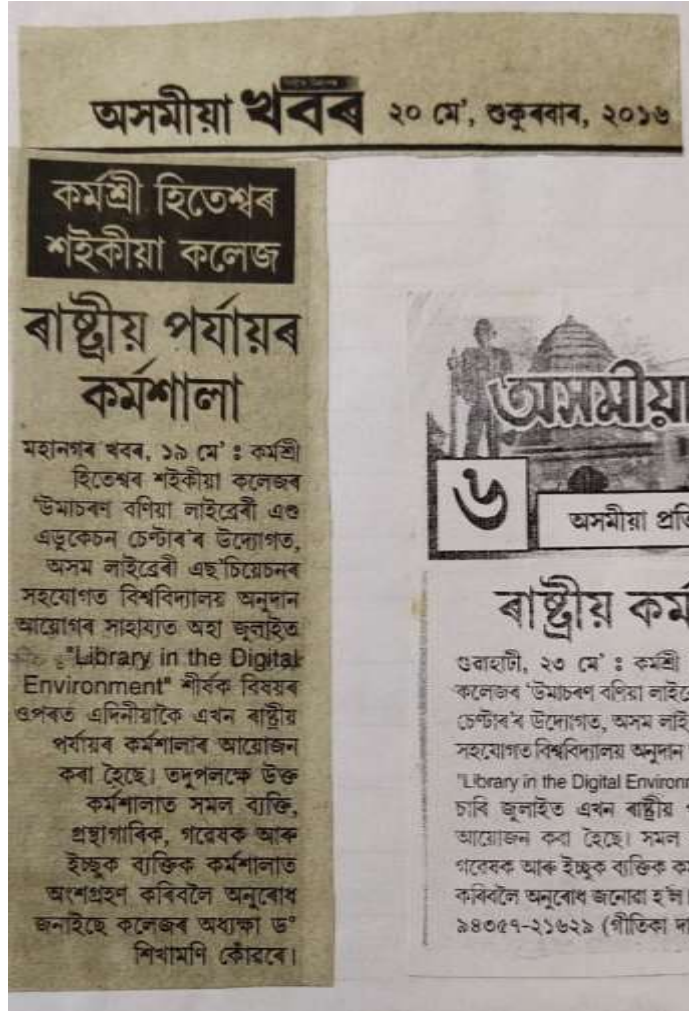 অসমীয়া খবৰ ২০ মে', শুকুৰবাৰ, ২০১৬
কৰ্মশ্ৰী হিতেশ্বৰ
শইকীয়া কলেজ
ৰাষ্ট্ৰীয় পৰ্যায়ৰ
কৰ্মশালা
মহানগৰ খবৰ, ১৯ মে' : কৰ্মশ্ৰী
হিতেশ্বৰ শইকীয়া কলেজৰ
'উমাচৰণ বণিয়া লাইব্ৰেৰী এণ্ড
এডুকেচন চেণ্টাৰ'ৰ উদ্যোগত,
অসম লাইব্ৰেৰী এছ'চিয়েচনৰ
সহযোগত বিশ্ববিদ্যালয় অনুদান
আয়োগৰ সাহায্যত অহা জুলাইত
"Library in the Digital
Environment" শীৰ্ষক বিষয়ৰ
ওপৰত এদিনীয়াকৈ এখন ৰাষ্ট্ৰীয়
পৰ্যায়ৰ কৰ্মশালাৰ আয়োজন
কৰা হৈছে। তদুপলক্ষে উক্ত
কৰ্মশালাত সমল ব্যক্তি,
গ্ৰন্থাগাৰিক, গৱেষক আৰু
ইচ্ছুক ব্যক্তিক কৰ্মশালাত
অংশগ্ৰহণ কৰিবলৈ অনুৰোধ
জনাইছে কলেজৰ অধ্যক্ষা ড°
শিখামণি কোঁৱৰে।
অসমীয়া
৬
অসমীয়া প্ৰতি
ৰাষ্ট্ৰীয় কৰ্ম
গুৱাহাটী, ২৩ মে' : কৰ্মশ্ৰী
কলেজৰ 'উমাচৰণ বণিয়া লাইব্ৰে
চেণ্টাৰ'ৰ উদ্যোগত, অসম লাই
সহযোগত বিশ্ববিদ্যালয় অনুদান
"Library in the Digital Environm
চাৰি জুলাইত এখন ৰাষ্ট্ৰীয়
আয়োজন কৰা হৈছে। সমল
গৱেষক আৰু ইচ্ছুক ব্যক্তিক
কৰিবলৈ অনুৰোধ জনোৱা হ'ল।
৯৪৩৫৭-২১৬২৯ (গীতিকা